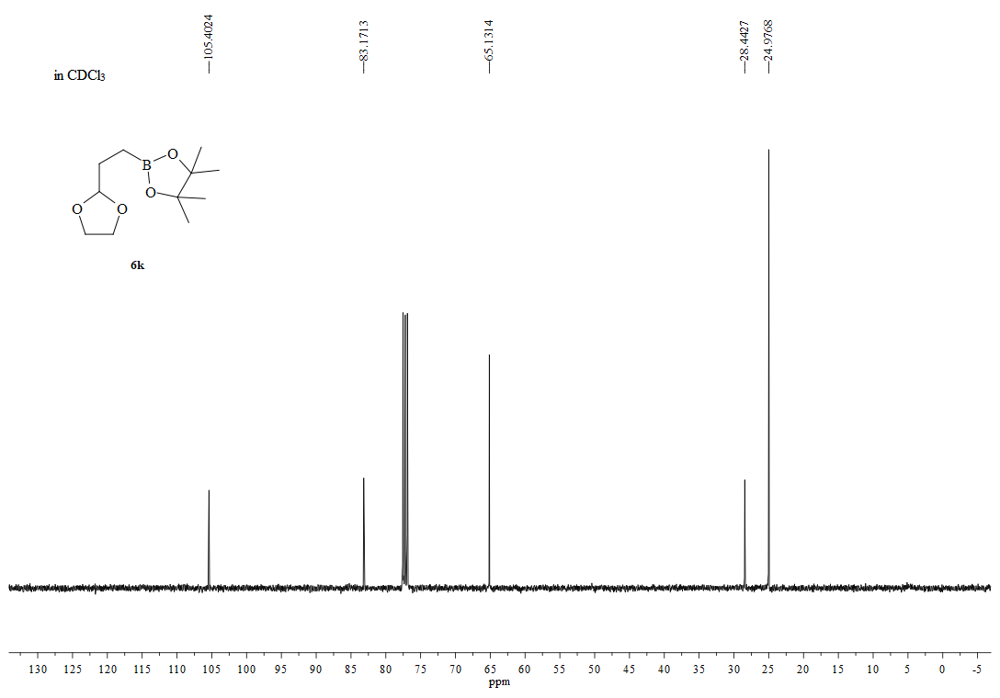 —105.4024
—83.1713
—65.1314
—28.4427
—24.9768
in CDCl3
B
O
O
O
O
6k
130 125 120 115 110 105 100 95 90 85 80 75 70 65 60 55 50 45 40 35 30 25 20 15 10 5 0 -5
ppm